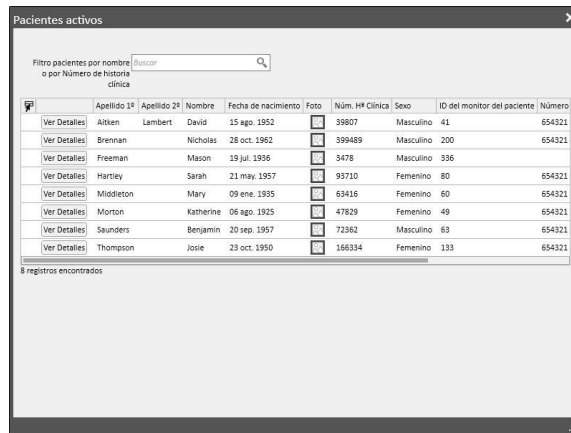 Pacientes activos
Filtro pacientes por nombre Buscar
o por Número de historia
clínica
Apellido 1º Apellido 2º Nombre Fecha de nacimiento Foto Núm. Hª Clínica Sexo ID del monitor del paciente Número
Ver Detalles Aitken Lambert David 15 ago. 1952 39807 Masculino 41 654321
Ver Detalles Brennan Nicholas 28 oct. 1962 399489 Masculino 200 654321
Ver Detalles Freeman Mason 19 jul. 1936 3478 Masculino 336
Ver Detalles Hartley Sarah 21 may. 1957 93710 Femenino 80 654321
Ver Detalles Middleton Mary 09 ene. 1935 63416 Femenino 60 654321
Ver Detalles Morton Katherine 06 ago. 1925 47829 Femenino 49 654321
Ver Detalles Saunders Benjamin 20 sep. 1957 72362 Masculino 63 654321
Ver Detalles Thompson Josie 23 oct. 1950 166334 Femenino 133 654321
8 registros encontrados